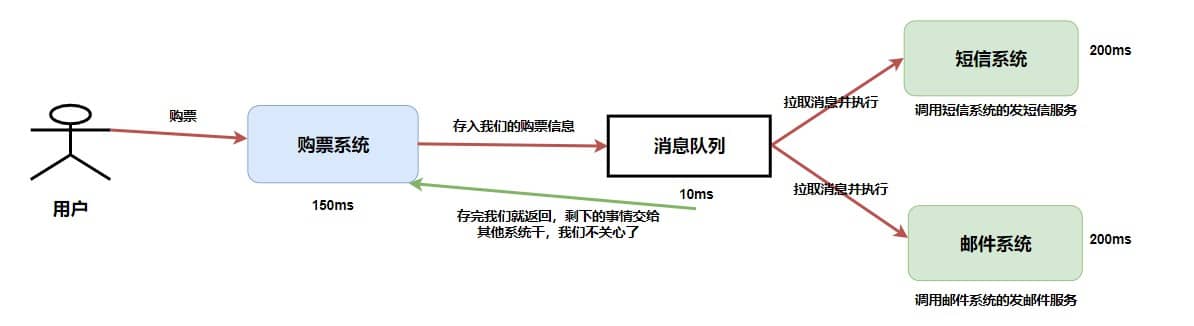 购票
用户
购票系统
150ms
存入我们的购票信息
消息队列
10ms
存完我们就返回，剩下的事情交给
其他系统干，我们不关心了
拉取消息并执行
短信系统
200ms
调用短信系统的发短信服务
拉取消息并执行
邮件系统
200ms
调用邮件系统的发邮件服务